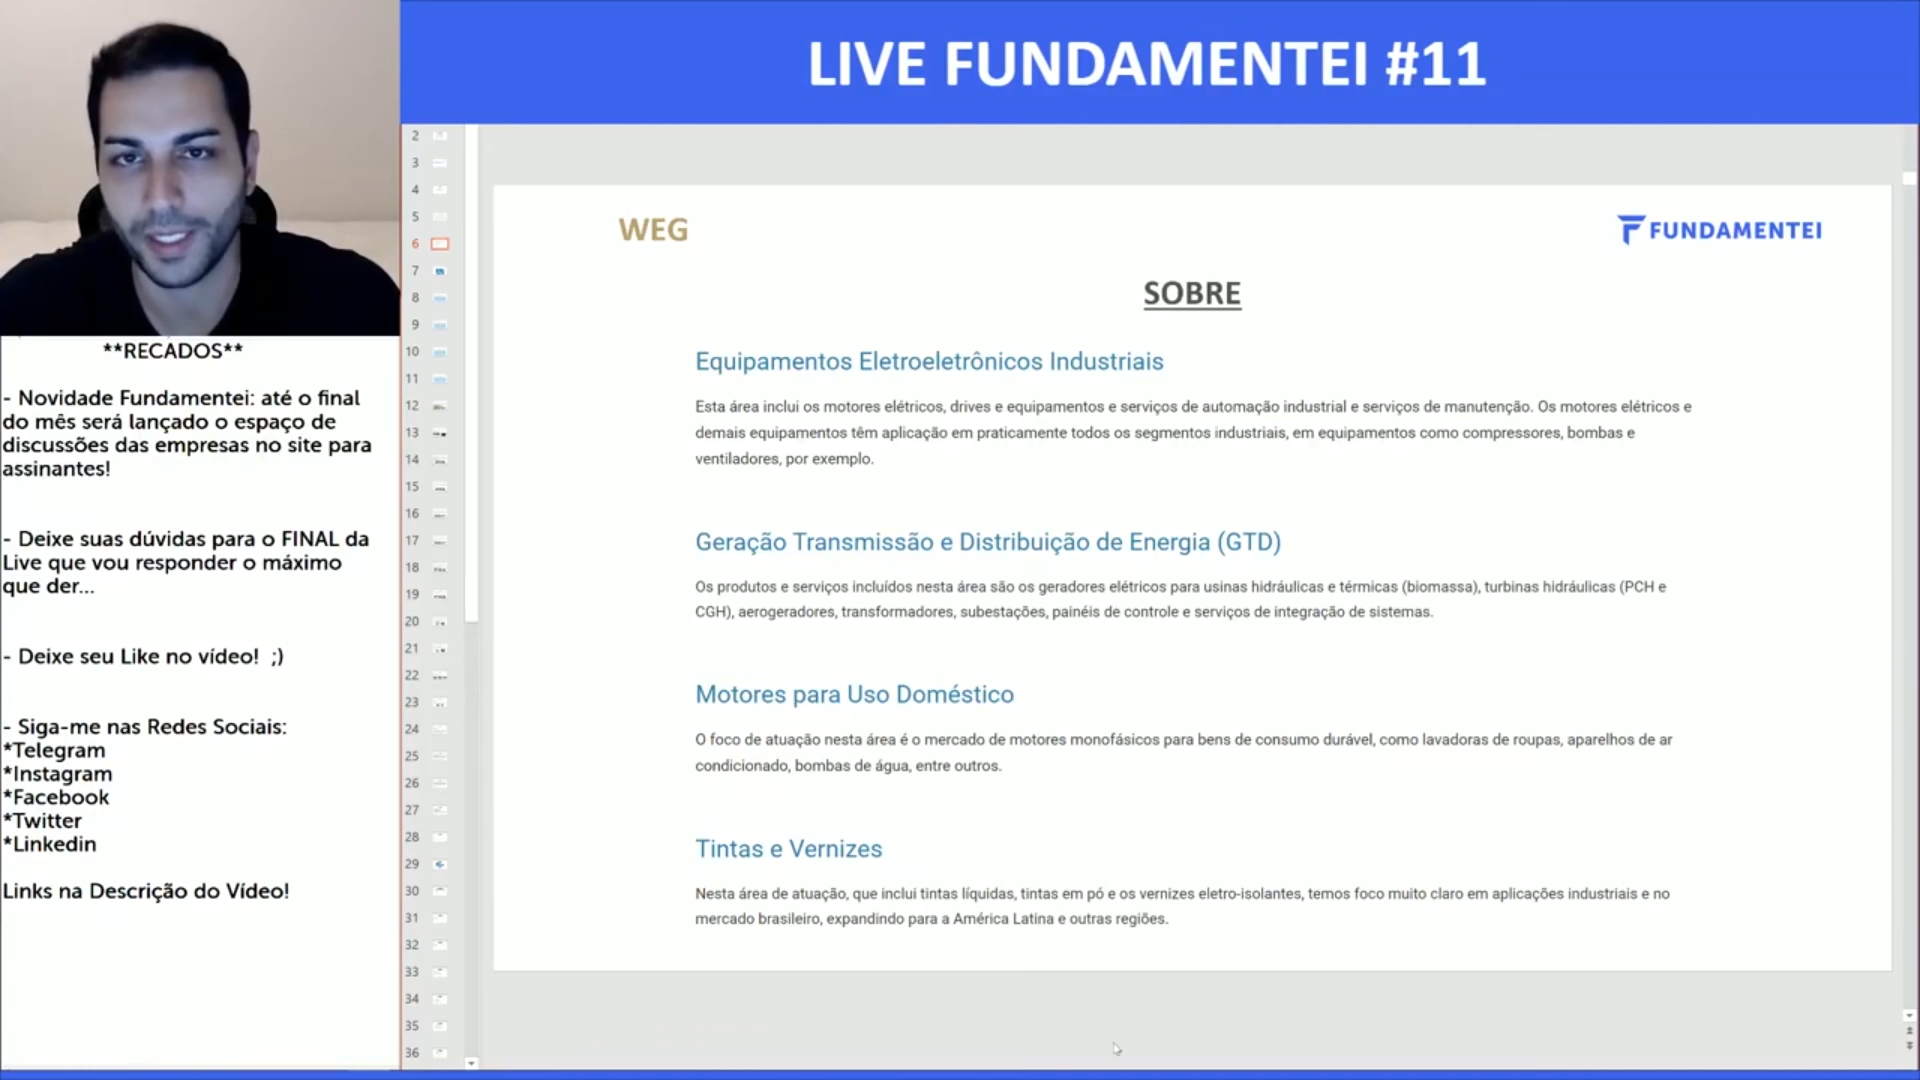 LIVE FUNDAMENTEI #11
**RECADOS**
- Novidade Fundamentei: até o final
do mês será lançado o espaço de
discussões das empresas no site para
assinantes!
- Deixe suas dúvidas para o FINAL da
Live que vou responder o máximo
que der...
- Deixe seu Like no vídeo!  ;)
- Siga-me nas Redes Sociais:
*Telegram
*Instagram
*Facebook
*Twitter
*Linkedin
Links na Descrição do Vídeo!
2
3
4
5
6
7
8
9
10
11
12
13
14
15
16
17
18
19
20
21
22
23
24
25
26
27
28
29
30
31
32
33
34
35
36
WEG
FUNDAMENTEI
SOBRE
Equipamentos Eletroeletrônicos Industriais
Esta área inclui os motores elétricos, drives e equipamentos e serviços de automação industrial e serviços de manutenção. Os motores elétricos e
demais equipamentos têm aplicação em praticamente todos os segmentos industriais, em equipamentos como compressores, bombas e
ventiladores, por exemplo.
Geração Transmissão e Distribuição de Energia (GTD)
Os produtos e serviços incluídos nesta área são os geradores elétricos para usinas hidráulicas e térmicas (biomassa), turbinas hidráulicas (PCH e
CGH), aerogeradores, transformadores, subestações, painéis de controle e serviços de integração de sistemas.
Motores para Uso Doméstico
O foco de atuação nesta área é o mercado de motores monofásicos para bens de consumo durável, como lavadoras de roupas, aparelhos de ar
condicionado, bombas de água, entre outros.
Tintas e Vernizes
Nesta área de atuação, que inclui tintas líquidas, tintas em pó e os vernizes eletro-isolantes, temos foco muito claro em aplicações industriais e no
mercado brasileiro, expandindo para a América Latina e outras regiões.